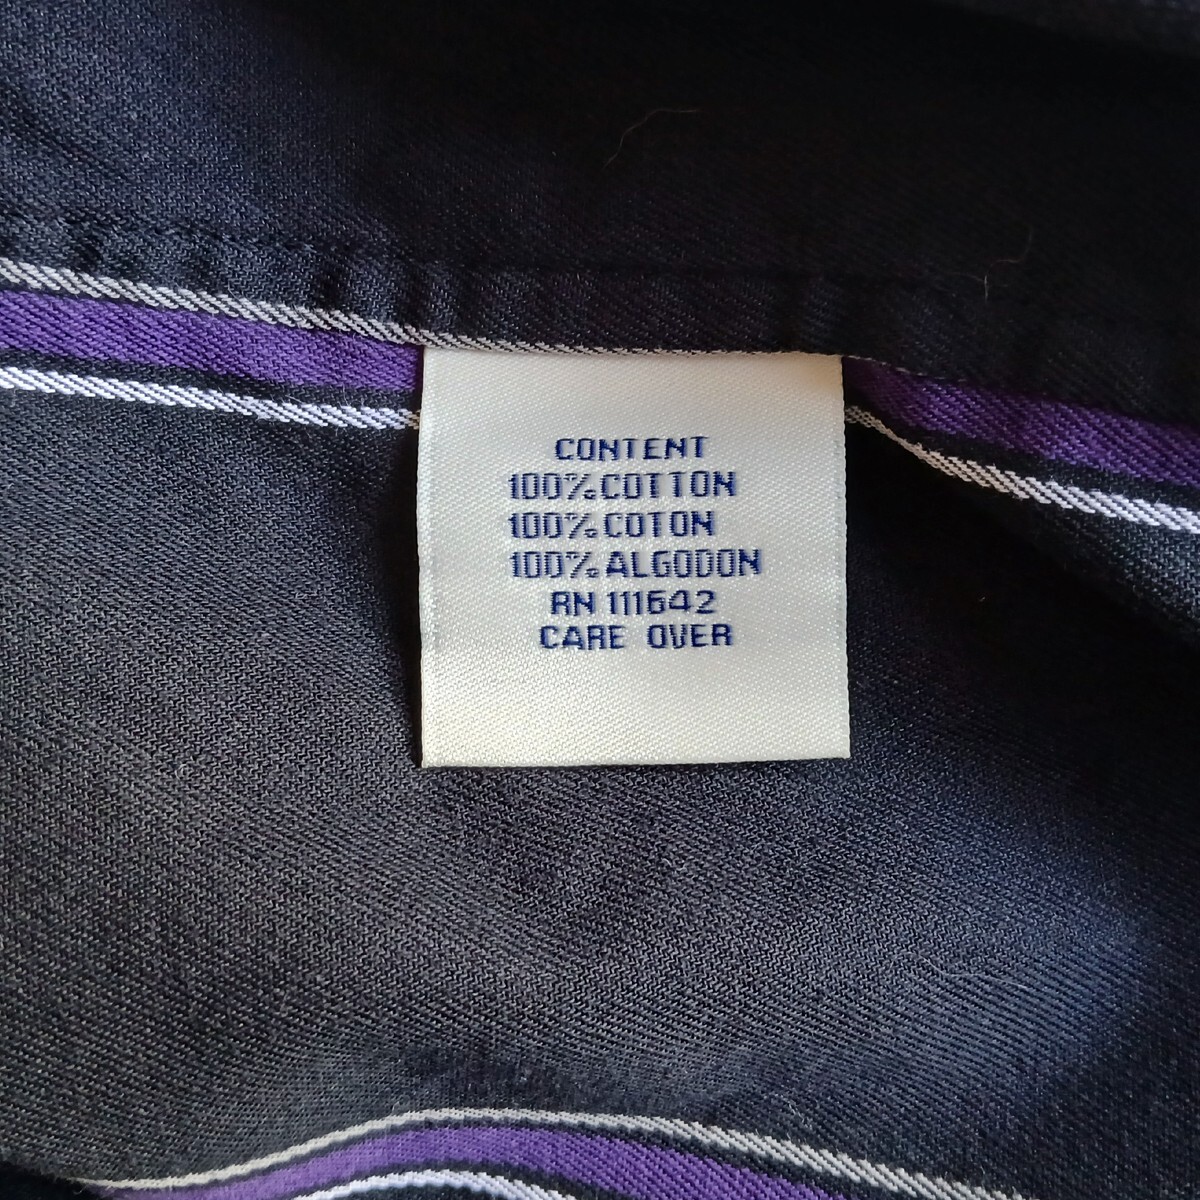 CONTENT
100% COTTON
100% COTON
100% ALGODON
RN 111642
CARE OVER